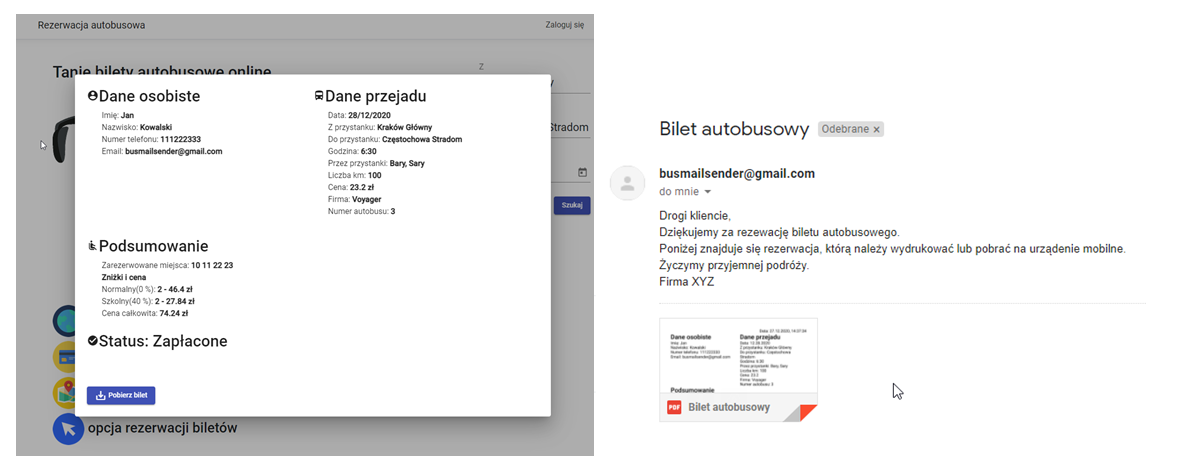 Rezerwacja autobusowa
Zaloguj się
Tanie bilety autobusowe online
Z
Stradom
Szukaj
Dane osobiste
Imię: Jan
Nazwisko: Kowalski
Numer telefonu: 111222333
Email: busmailsender@gmail.com
Dane przejadu
Data: 28/12/2020
Z przystanku: Kraków Główny
Do przystanku: Częstochowa Stradom
Godzina: 6:30
Przez przystanki: Bary, Sary
Liczba km: 100
Cena: 23.2 zł
Firma: Voyager
Numer autobusu: 3
Podsumowanie
Zarezerwowane miejsca: 10 11 22 23
Zniżki i cena
Normalny(0 %): 2 - 46.4 zł
Szkolny(40 %): 2 - 27.84 zł
Cena całkowita: 74.24 zł
Status: Zapłacone
Pobierz bilet
opcja rezerwacji biletów
Bilet autobusowy
Odebrane ×
busmailsender@gmail.com
do mnie
Drogi kliencie,
Dziękujemy za rezewację biletu autobusowego.
Poniżej znajduje się rezerwacja, którą należy wydrukować lub pobrać na urządenie mobilne.
Życzymy przyjemnej podróży.
Firma XYZ
Dane osobiste
Imię: Jan
Nazwisko: Kowalski
Numer telefonu: 111222333
Email: busmailsender@gmail.com
Dane przejadu
Z przystanku: Kraków Główny
Do przystanku: Częstochowa
Stradom
Godzina: 6:30
Przez przystanki: Bary, Sary
Liczba km: 100
Cena: 23.2
Firma: Voyager
Numer autobusu: 3
Podsumowanie
PDF
Bilet autobusowy